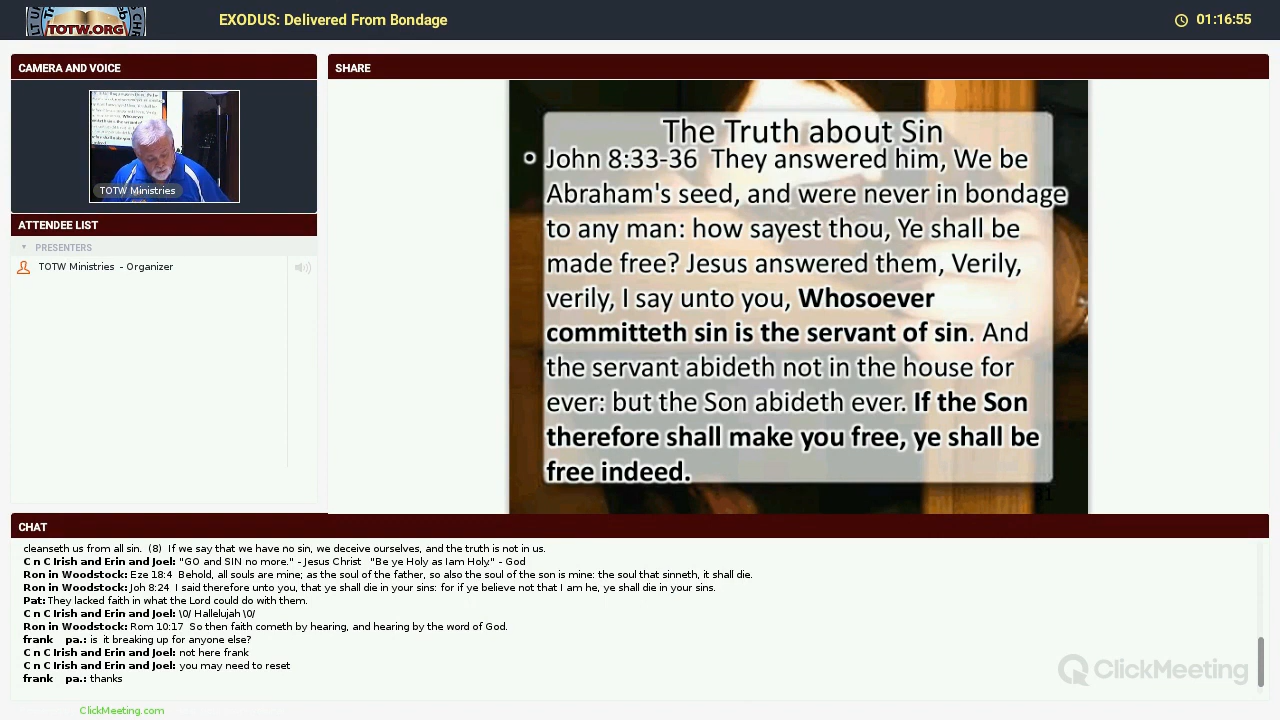 TOTW.ORG
EXODUS: Delivered From Bondage
01:16:55
CAMERA AND VOICE
TOTW Ministries
ATTENDEE LIST
PRESENTERS
TOTW Ministries - Organizer
SHARE
The Truth about Sin
• John 8:33-36 They answered him, We be
Abraham's seed, and were never in bondage
to any man: how sayest thou, Ye shall be
made free? Jesus answered them, Verily,
verily, I say unto you, Whosoever
committeth sin is the servant of sin. And
the servant abideth not in the house for
ever: but the Son abideth ever. If the Son
therefore shall make you free, ye shall be
free indeed.
CHAT
cleanseth us from all sin. (8) If we say that we have no sin, we deceive ourselves, and the truth is not in us.
C n C Irish and Erin and Joel: "GO and SIN no more." - Jesus Christ "Be ye Holy as Iam Holy." - God
Ron in Woodstock: Eze 18:4 Behold, all souls are mine; as the soul of the father, so also the soul of the son is mine: the soul that sinneth, it shall die.
Ron in Woodstock: Joh 8:24 I said therefore unto you, that ye shall die in your sins: for if ye believe not that I am he, ye shall die in your sins.
Pat: They lacked faith in what the Lord could do with them.
C n C Irish and Erin and Joel: \0/ Hallelujah \0/
Ron in Woodstock: Rom 10:17 So then faith cometh by hearing, and hearing by the word of God.
frank pa.: is it breaking up for anyone else?
C n C Irish and Erin and Joel: not here frank
C n C Irish and Erin and Joel: you may need to reset
frank pa.: thanks
ClickMeeting
ClickMeeting.com